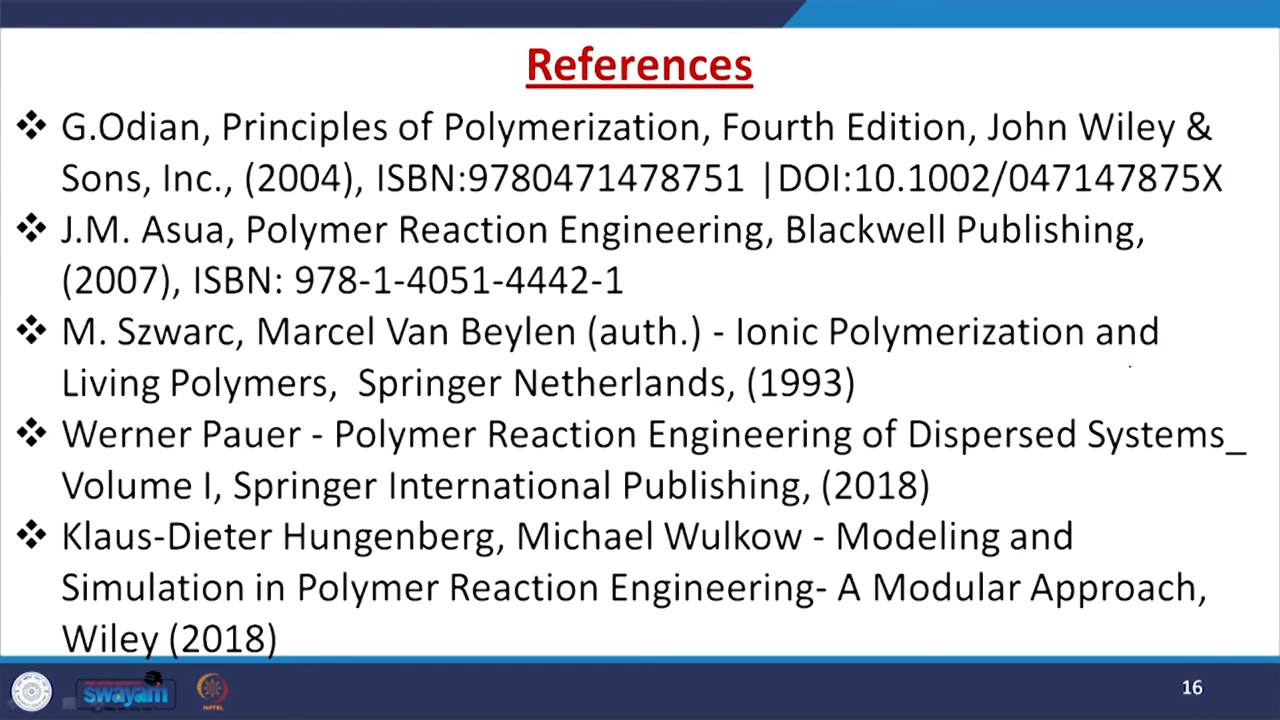 References
❖ G.Odian, Principles of Polymerization, Fourth Edition, John Wiley &
Sons, Inc., (2004), ISBN:9780471478751 |DOI:10.1002/047147875X
❖ J.M. Asua, Polymer Reaction Engineering, Blackwell Publishing,
(2007), ISBN: 978-1-4051-4442-1
❖ M. Szwarc, Marcel Van Beylen (auth.) - Ionic Polymerization and
Living Polymers, Springer Netherlands, (1993)
❖ Werner Pauer - Polymer Reaction Engineering of Dispersed Systems_
Volume I, Springer International Publishing, (2018)
❖ Klaus-Dieter Hungenberg, Michael Wulkow - Modeling and
Simulation in Polymer Reaction Engineering- A Modular Approach,
Wiley (2018)
swayam
NPTEL
16